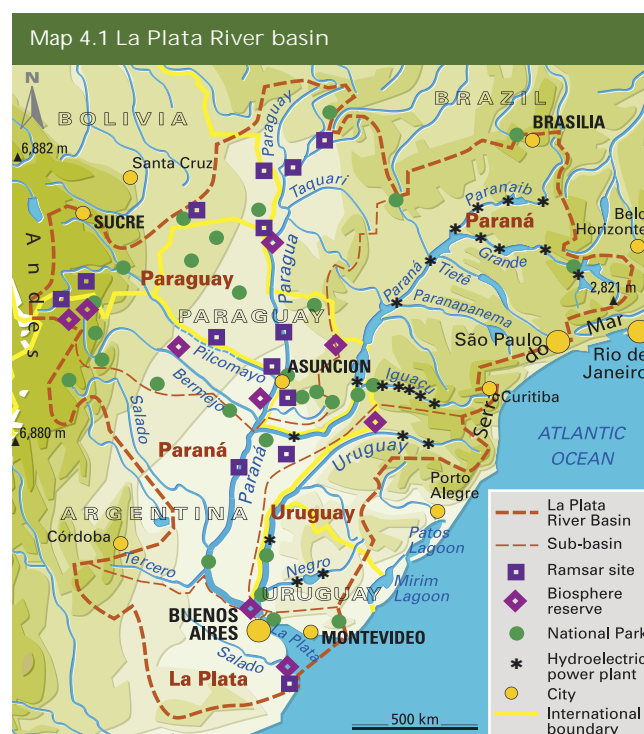 Map 4.1 La Plata River basin
N
BOLIVIA
BRAZIL
BRASILIA
6,882 m
Santa Cruz
Paraguay
Taquari
SUCRE
Paranaib
Paraná
Belo
Horizonte
Grande
Andes
Paraguay
Paragua
Paraná
Tietê
2,821 m
Paranapanema
PARAGUAY
São Paulo
Serra do Mar
Rio de
Janeiro
Pilcomayo
ASUNCION
Iguaçu
Curitiba
Bermejo
Salado
6,880 m
Paraná
Paraná
Uruguay
ATLANTIC
OCEAN
Porto
Alegre
ARGENTINA
Uruguay
Patos
Lagoon
Córdoba
Tercero
Negro
Mirim
Lagoon
URUGUAY
BUENOS
AIRES
La Plata
MONTEVIDEO
Salado
La Plata
500 km
La Plata
River Basin
Sub-basin
Ramsar site
Biosphere
reserve
National Park
Hydroelectric
power plant
City
International
boundary